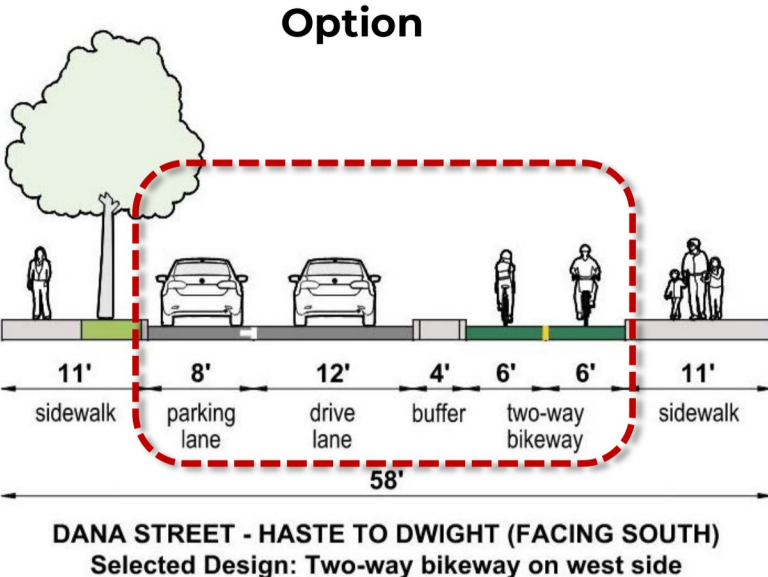 Option
11' 8' 12' 4' 6' 6' 11'
sidewalk parking drive buffer two-way sidewalk
lane lane bikeway
58'
DANA STREET - HASTE TO DWIGHT (FACING SOUTH)
Selected Design: Two-way bikeway on west side